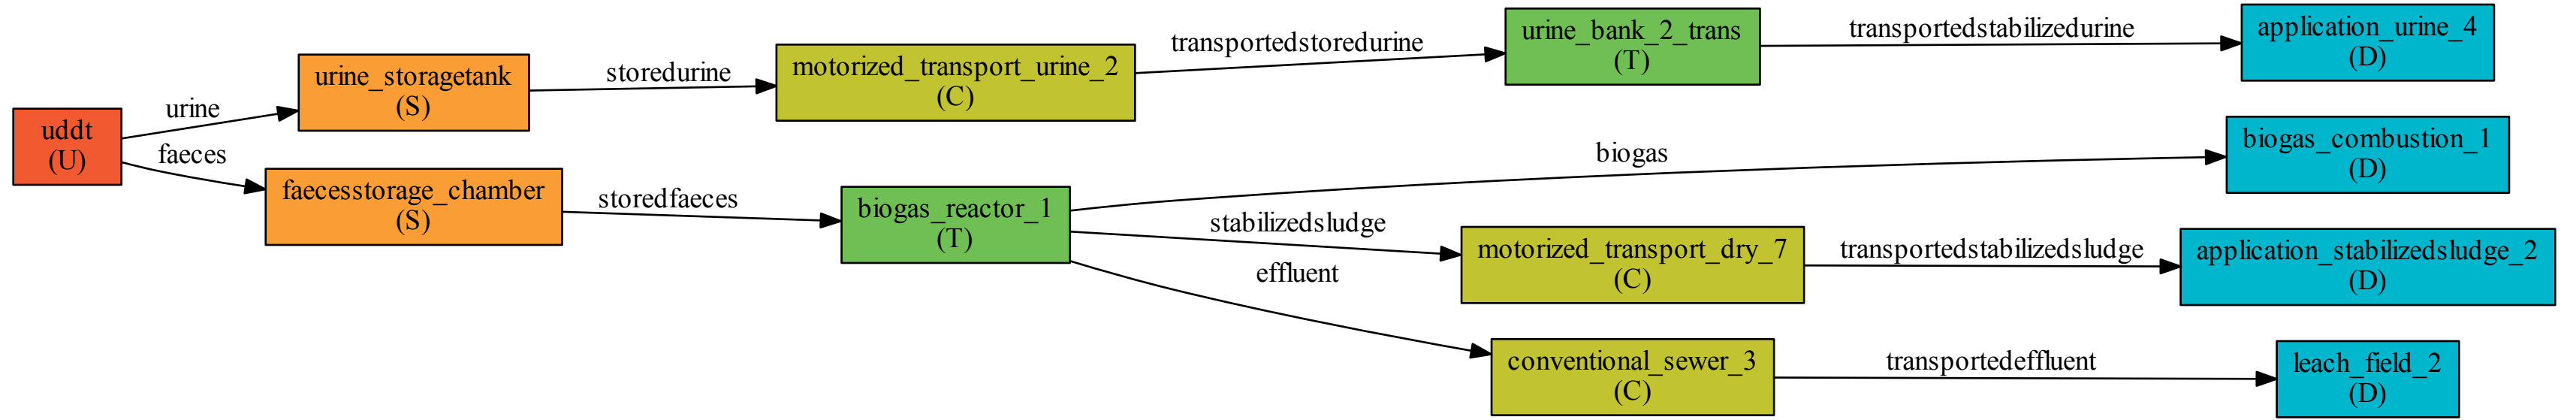 uddt
(U)
urine
faeces
urine_storagetank
(S)
faecesstorage_chamber
(S)
storedurine
storedfaeces
motorized_transport_urine_2
(C)
biogas_reactor_1
(T)
transportedstoredurine
biogas
stabilizedsludge
effluent
urine_bank_2_trans
(T)
motorized_transport_dry_7
(C)
conventional_sewer_3
(C)
transportedstabilizedurine
transportedstabilizedsludge
transportedeffluent
application_urine_4
(D)
biogas_combustion_1
(D)
application_stabilizedsludge_2
(D)
leach_field_2
(D)